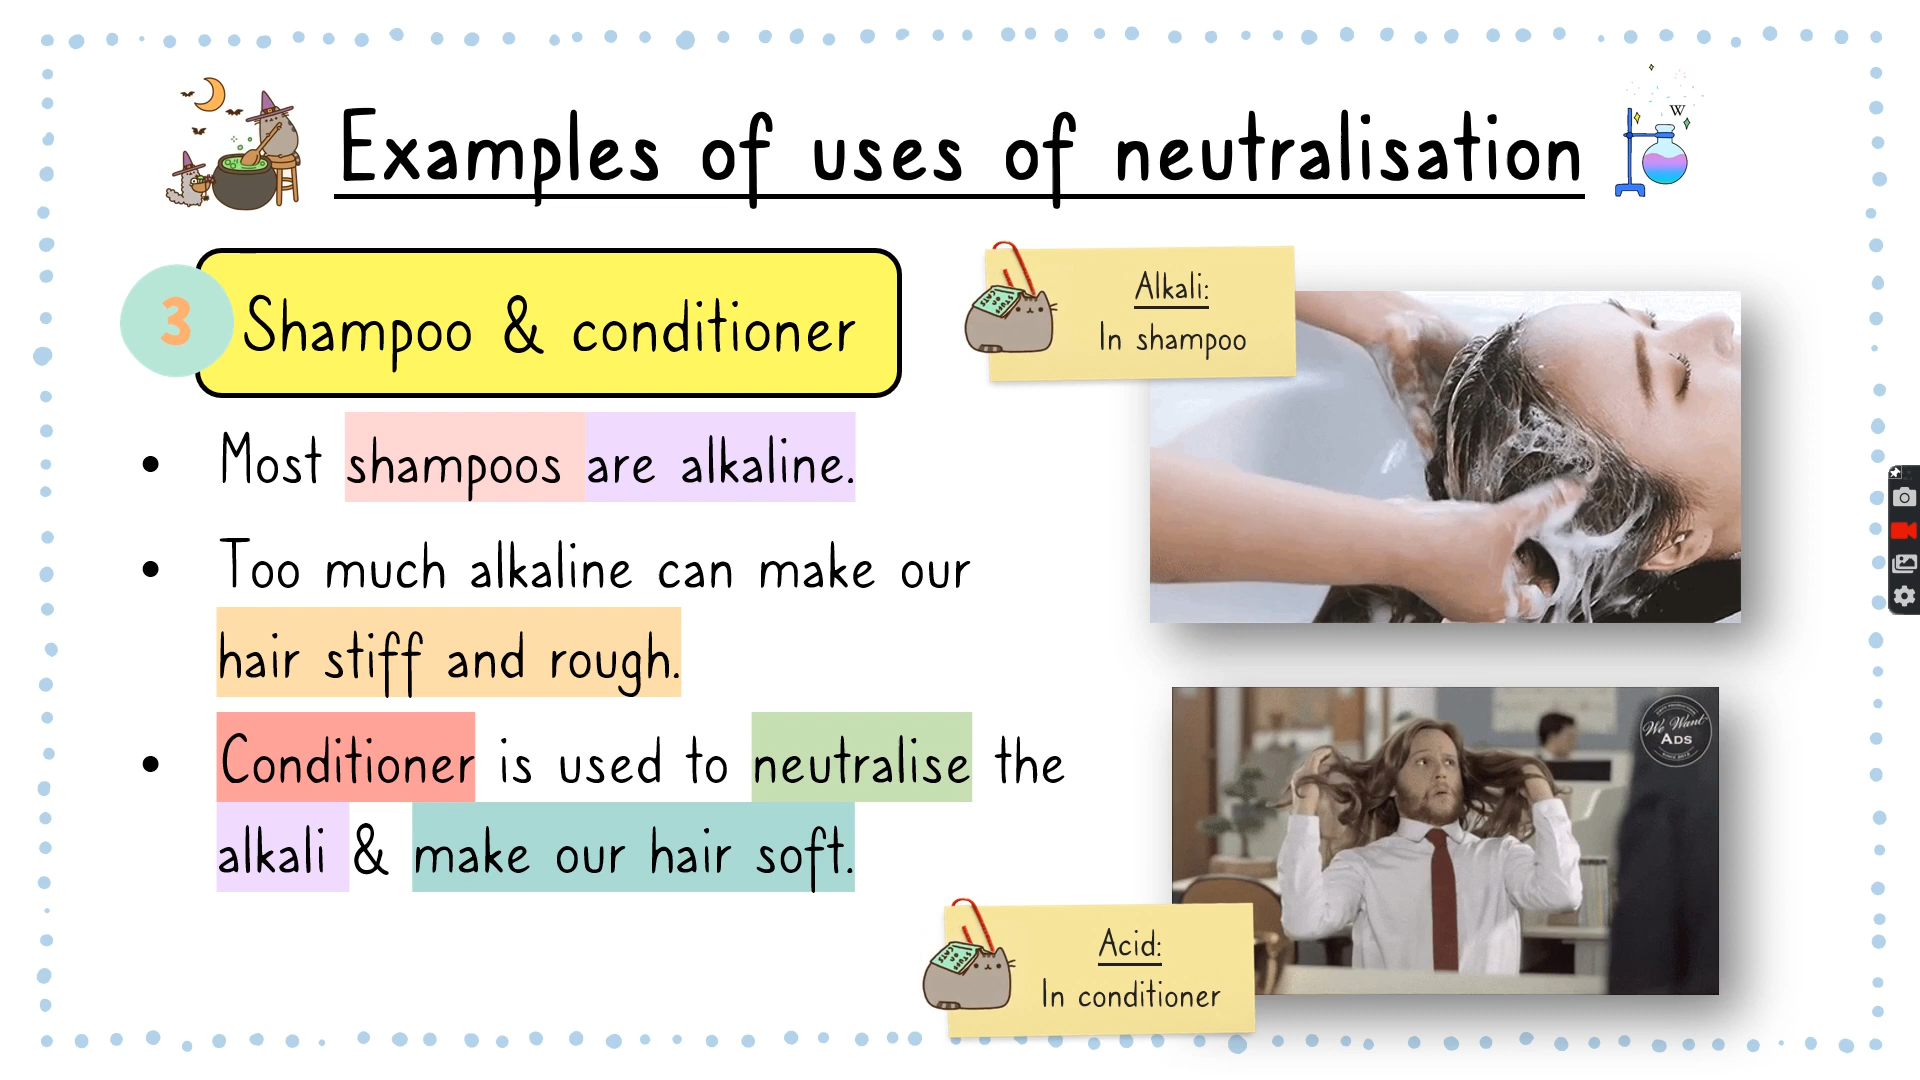 Examples of uses of neutralisation
W
3
Shampoo & conditioner
Alkali:
In shampoo
• Most shampoos are alkaline.
• Too much alkaline can make our
hair stiff and rough.
• Conditioner is used to neutralise the
alkali & make our hair soft.
We Want
ADS
Acid:
In conditioner